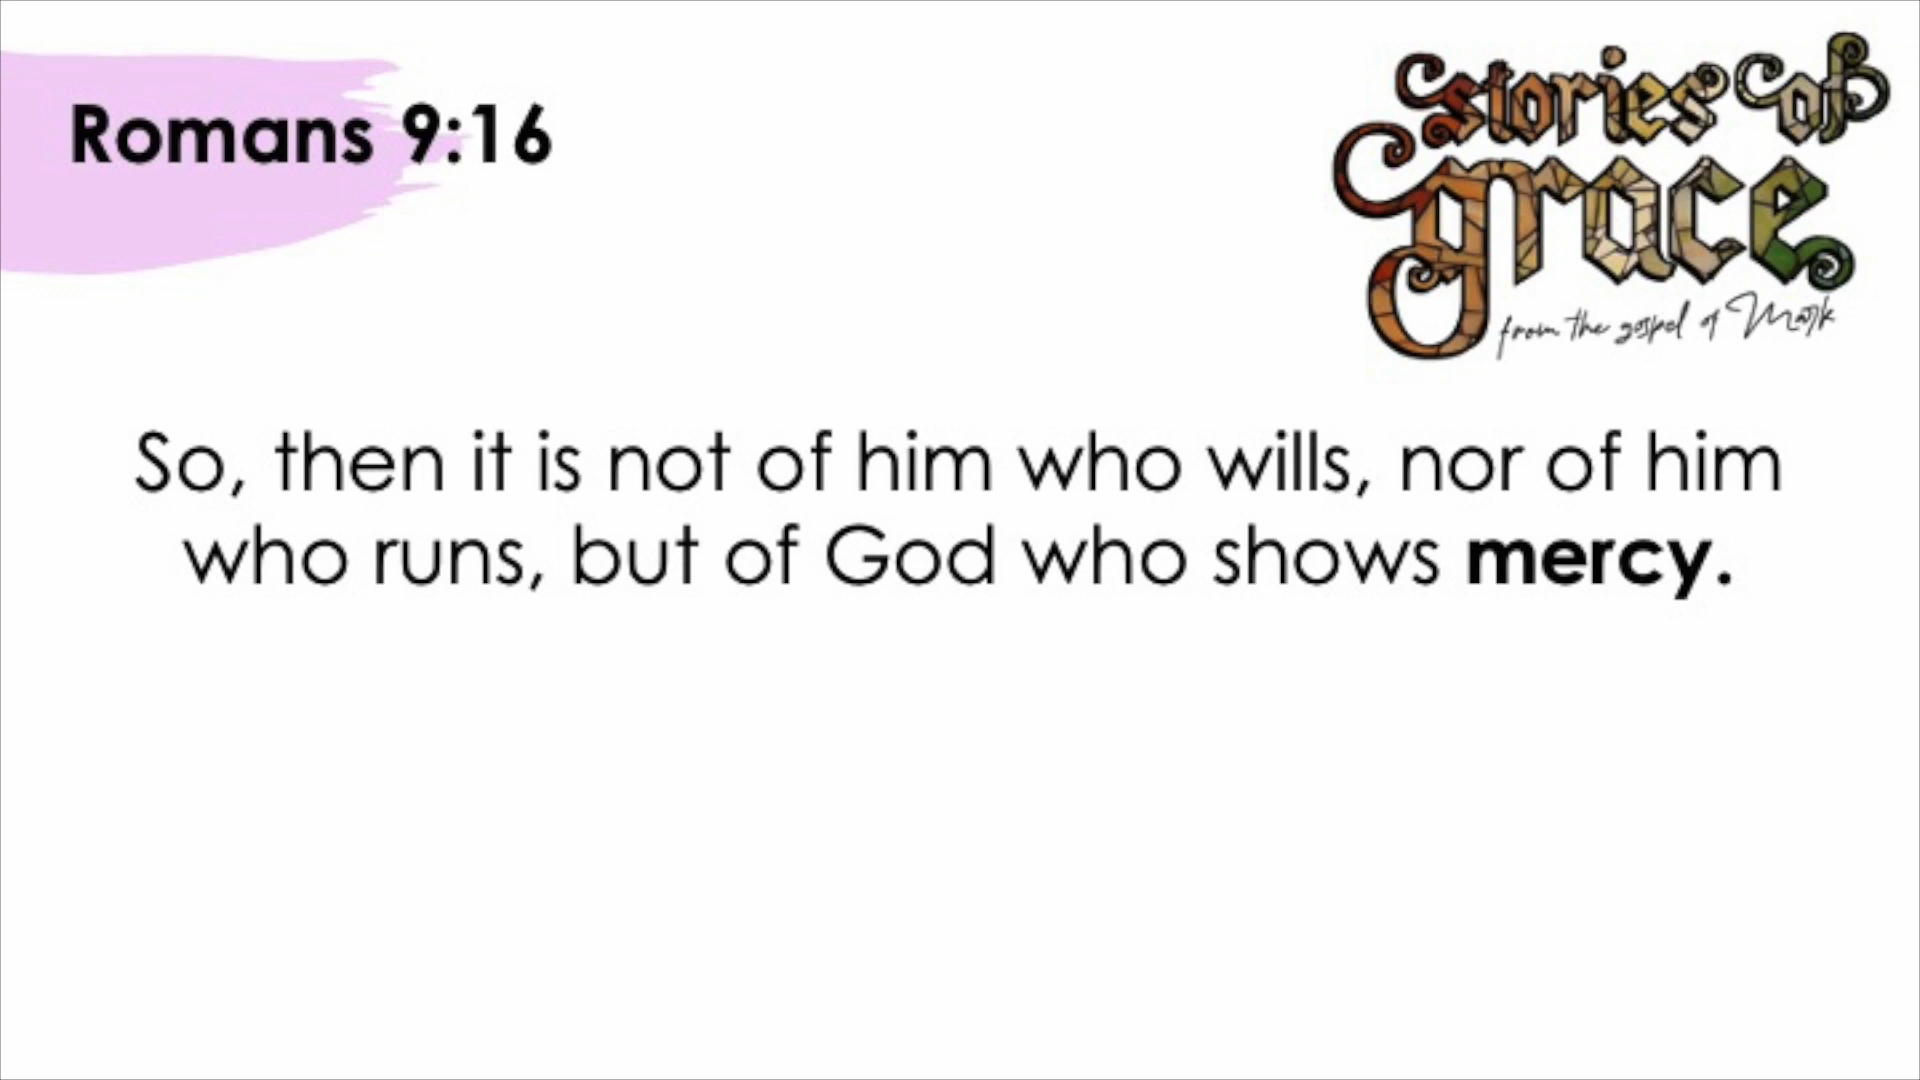 Romans 9:16
stories of
grace
from the gospel of Mark
So, then it is not of him who wills, nor of him
who runs, but of God who shows mercy.